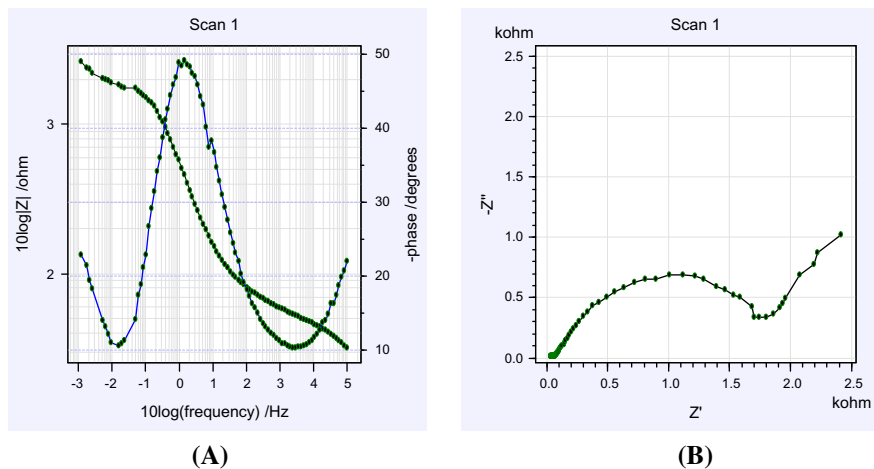 Scan 1
10log|Z| /ohm
3
2
50
40
30
20
10
-phase /degrees
-3 -2 -1 0 1 2 3 4 5
10log(frequency) /Hz
(A)
Scan 1
kohm
2.5
2.0
1.5
1.0
0.5
0.0
-Z"
0.0 0.5 1.0 1.5 2.0 2.5
Z'
kohm
(B)